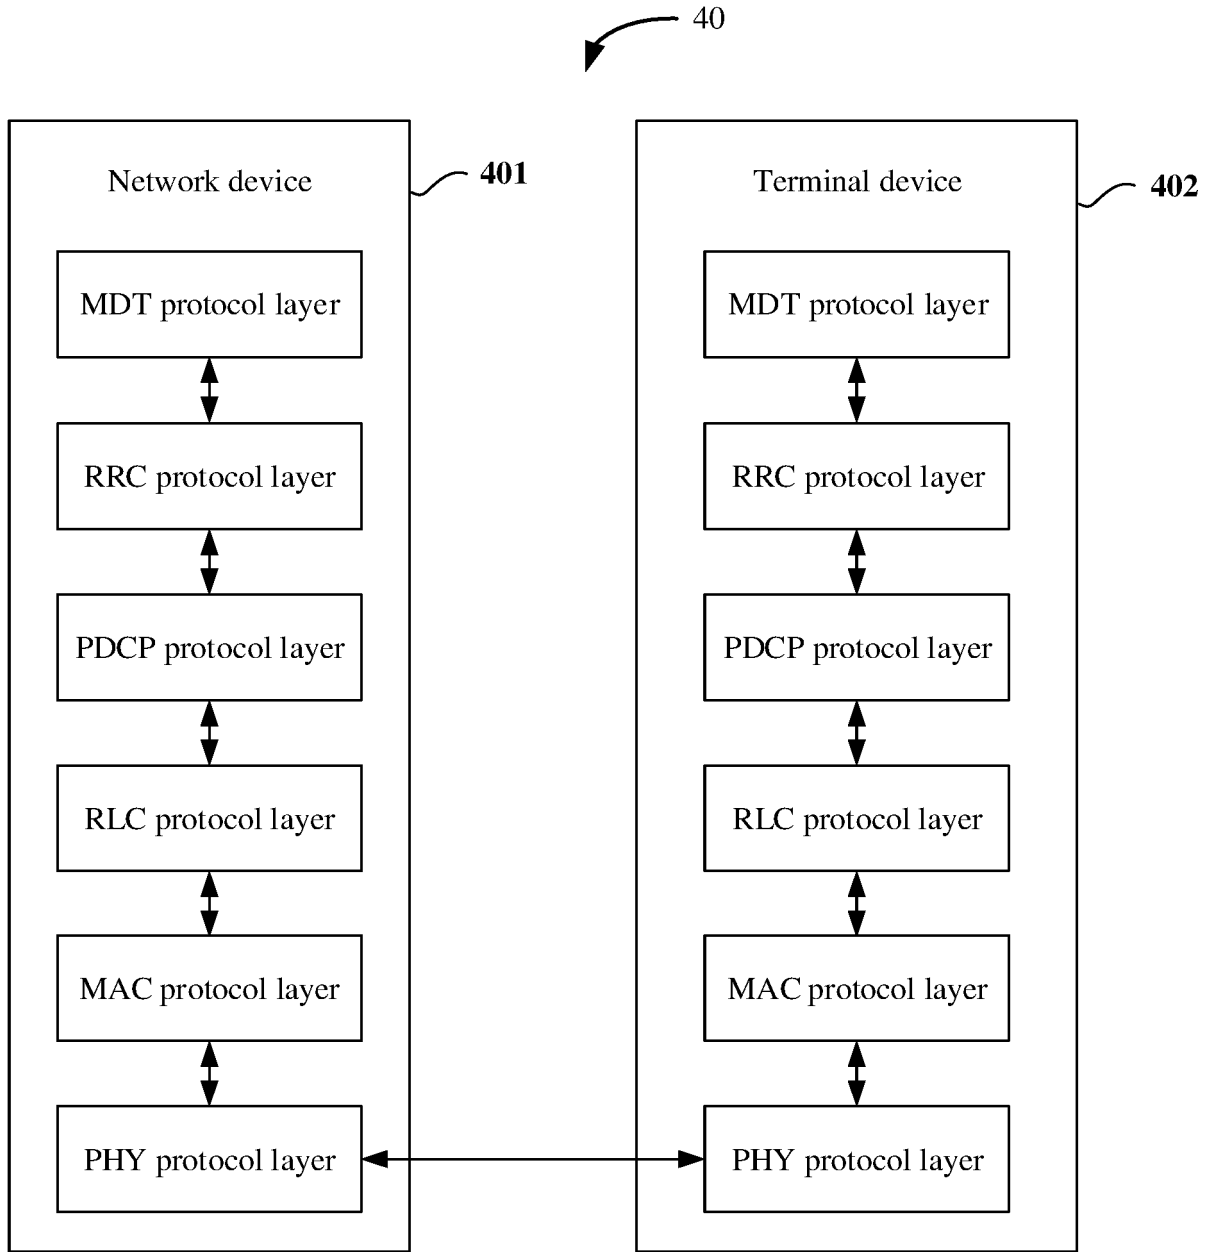 40
Network device
401
MDT protocol layer
RRC protocol layer
PDCP protocol layer
RLC protocol layer
MAC protocol layer
PHY protocol layer
Terminal device
402
MDT protocol layer
RRC protocol layer
PDCP protocol layer
RLC protocol layer
MAC protocol layer
PHY protocol layer